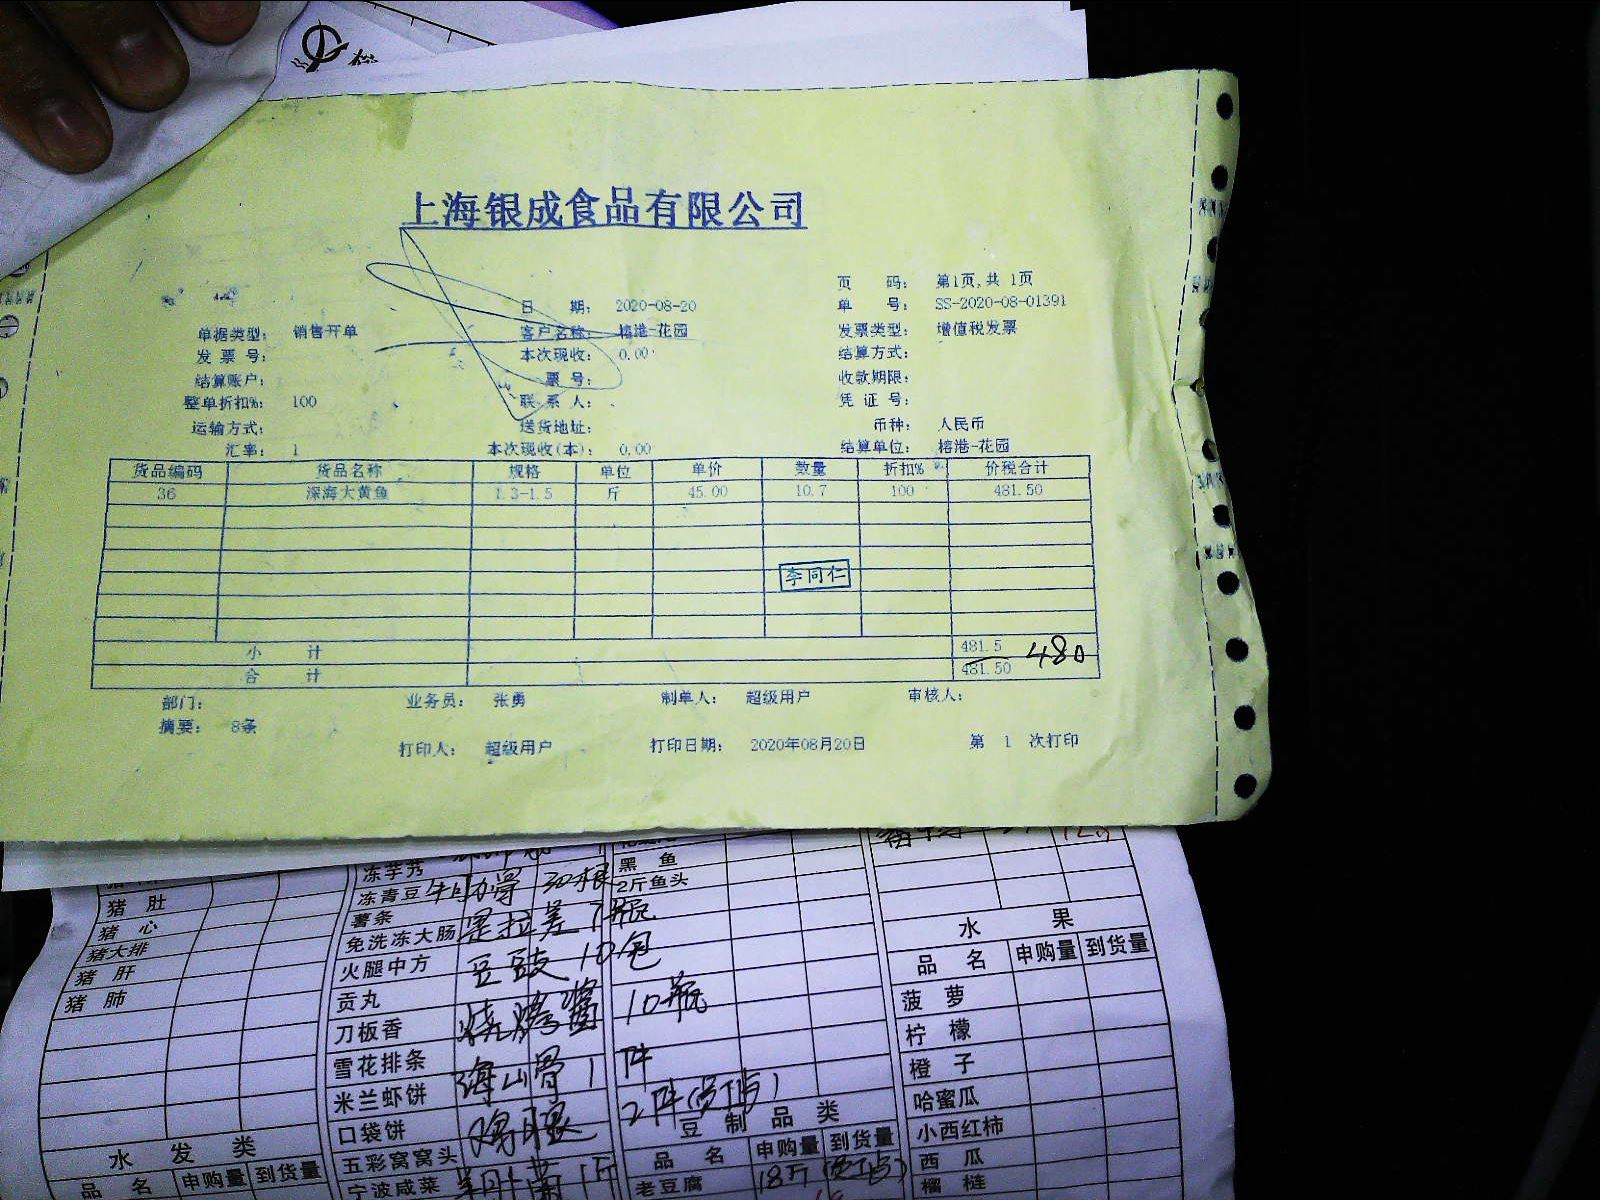 上海银成食品有限公司
页 码： 第1页,共 1页
日 期： 2020-08-20 单 号： SS-2020-08-01391
单据类型： 销售开单 客户名称： 榕港-花园 发票类型： 增值税发票
发 票 号： 本次现收： 0.00 结算方式：
结算账户： 票 号： 收款期限：
整单折扣%： 100 联 系 人： 凭 证 号：
运输方式： 送货地址： 币种： 人民币
汇率： 1 本次现收(本)： 0.00 结算单位： 榕港-花园
货品编码 货品名称 规格 单位 单价 数量 折扣% 价税合计
36 深海大黄鱼 1.3-1.5 斤 45.00 10.7 100 481.50
李同仁
小 计 481.5 480
合 计 481.50
部门： 业务员： 张勇 制单人： 超级用户 审核人：
摘要： 8条
打印人： 超级用户 打印日期： 2020年08月20日 第 1 次打印
猪 肚
猪 心
猪大排
猪 肝
猪 肺
水 发 类
品 名 申购量 到货量
冻芋艿
冻青豆
薯条
免洗冻大肠
火腿中方 豆豉 10包
贡丸
刀板香 10瓶
雪花排条
米兰虾饼
口袋饼
五彩窝窝头
宁波咸菜
黑 鱼
2斤鱼头
豆 制 品 类
品 名 申购量 到货量
老豆腐 18斤
水 果
品 名 申购量 到货量
菠 萝
柠 檬
橙 子
哈蜜瓜
小西红柿
西 瓜
榴 梿